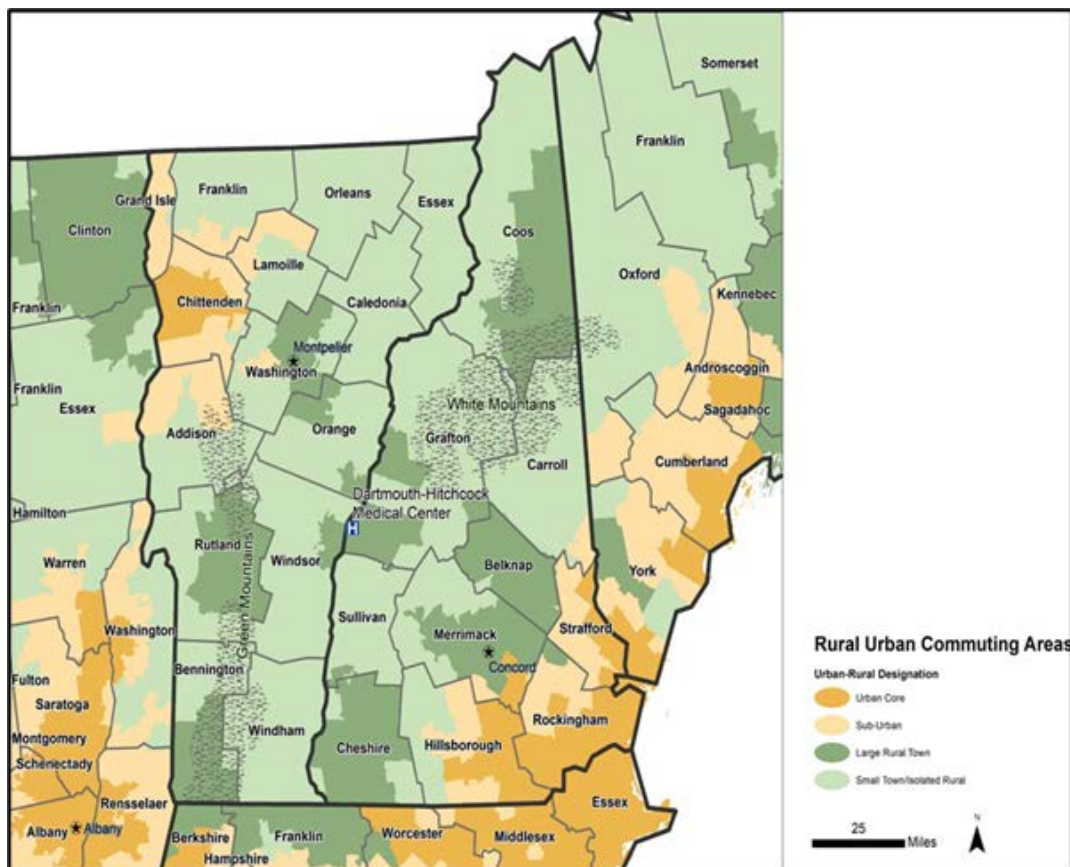 Somerset
Franklin
Franklin
Orleans
Essex
Grand Isle
Clinton
Coos
Lamoille
Oxford
Kennebec
Chittenden
Caledonia
Franklin
Montpelier
Washington
Androscoggin
Franklin
Essex
White Mountains
Sagadahoc
Addison
Orange
Grafton
Cumberland
Carroll
Dartmouth-Hitchcock
Medical Center
H
Hamilton
Rutland
Windsor
Belknap
Warren
York
Green Mountains
Sullivan
Washington
Merrimack
Strafford
Bennington
Concord
Fulton
Saratoga
Windham
Rockingham
Montgomery
Cheshire
Hillsborough
Schenectady
Rensselaer
Essex
Albany
Albany
Berkshire
Franklin
Worcester
Middlesex
Hampshire
Rural Urban Commuting Areas
Urban-Rural Designation
Urban Core
Sub-Urban
Large Rural Town
Small Town/Isolated Rural
N
25
Miles